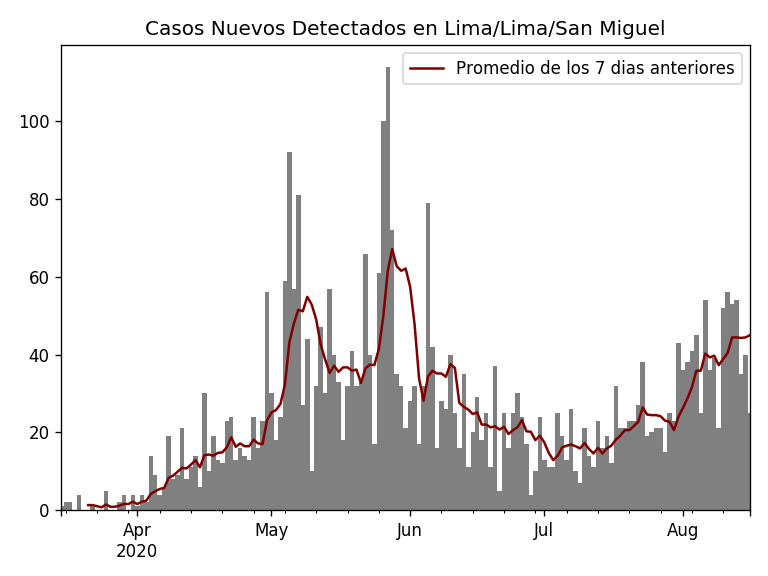 Casos Nuevos Detectados en Lima/Lima/San Miguel
Promedio de los 7 dias anteriores
100
80
60
40
20
0
Apr May Jun Jul Aug
2020